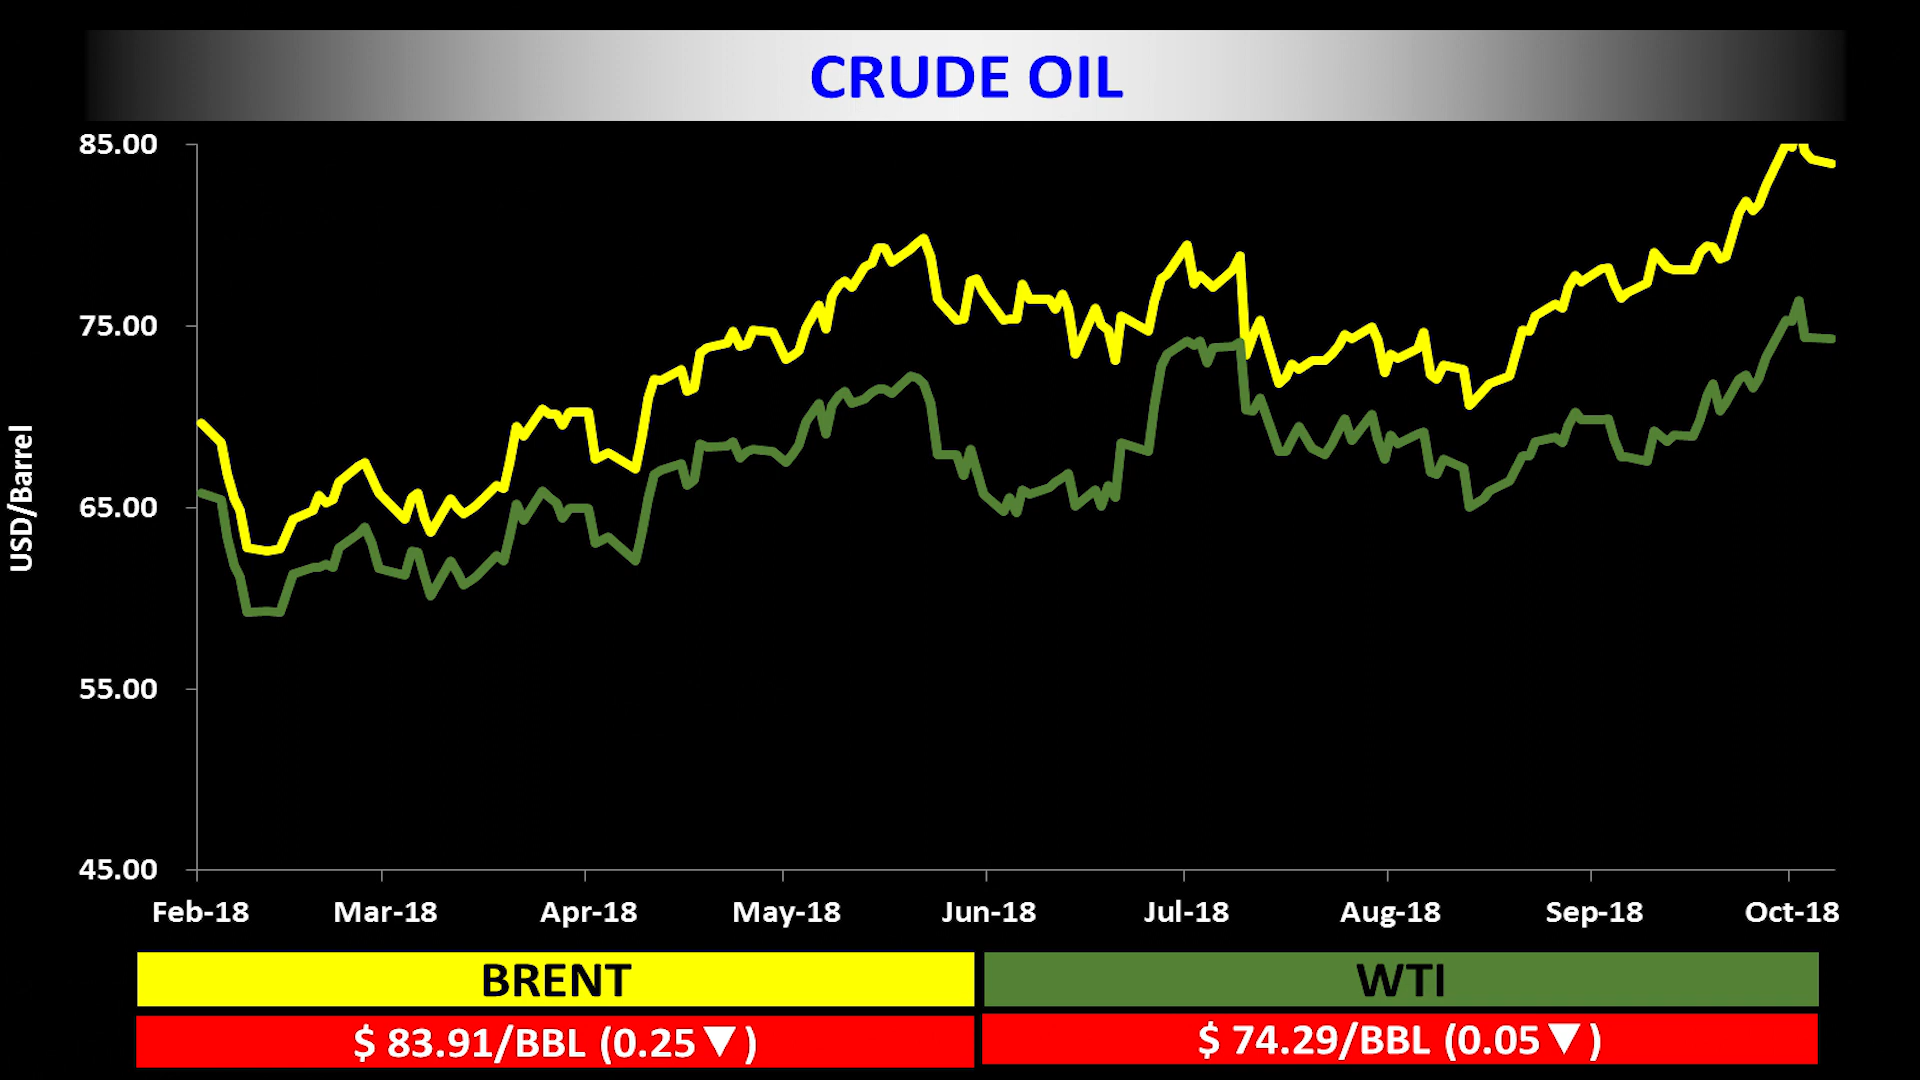 CRUDE OIL
85.00
75.00
65.00
55.00
45.00
USD/Barrel
Feb-18 Mar-18 Apr-18 May-18 Jun-18 Jul-18 Aug-18 Sep-18 Oct-18
BRENT WTI
$ 83.91/BBL (0.25▼) $ 74.29/BBL (0.05▼)